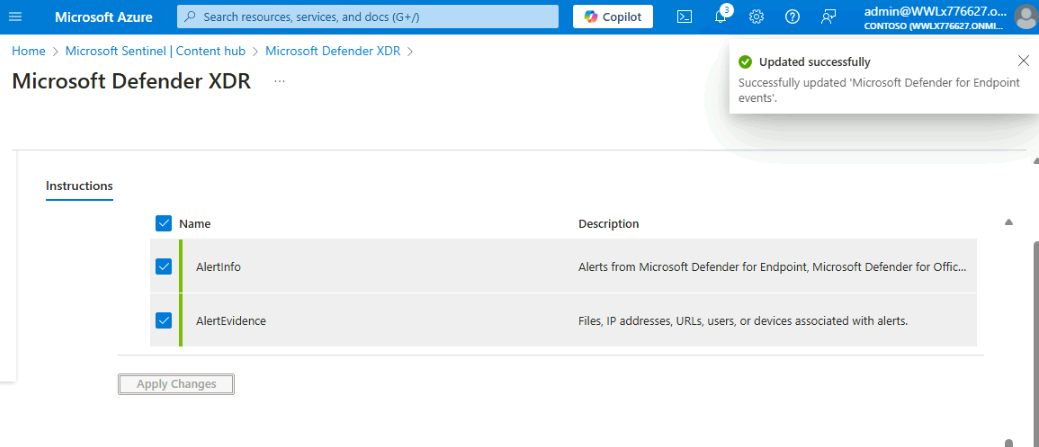 Microsoft Azure
Search resources, services, and docs (G+/)
Copilot
3
admin@WWLx776627.o...
CONTOSO (WWLX776627.ONMI...
Home > Microsoft Sentinel | Content hub > Microsoft Defender XDR >
Microsoft Defender XDR ...
Updated successfully
Successfully updated 'Microsoft Defender for Endpoint
events'.
Instructions
Name Description
AlertInfo Alerts from Microsoft Defender for Endpoint, Microsoft Defender for Offic...
AlertEvidence Files, IP addresses, URLs, users, or devices associated with alerts.
Apply Changes